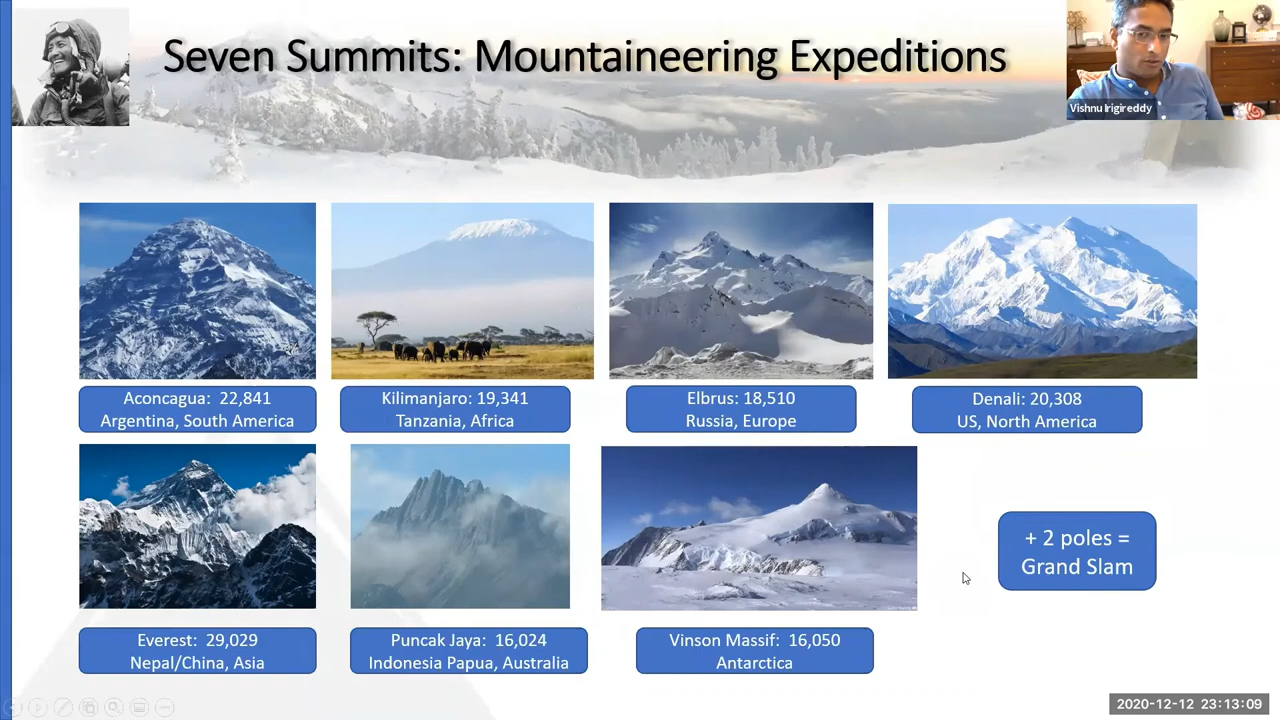 Seven Summits: Mountaineering Expeditions
Vishnu Irigireddy
Aconcagua: 22,841
Argentina, South America
Kilimanjaro: 19,341
Tanzania, Africa
Elbrus: 18,510
Russia, Europe
Denali: 20,308
US, North America
Everest: 29,029
Nepal/China, Asia
Puncak Jaya: 16,024
Indonesia Papua, Australia
Vinson Massif: 16,050
Antarctica
+ 2 poles =
Grand Slam
2020-12-12 23:13:09